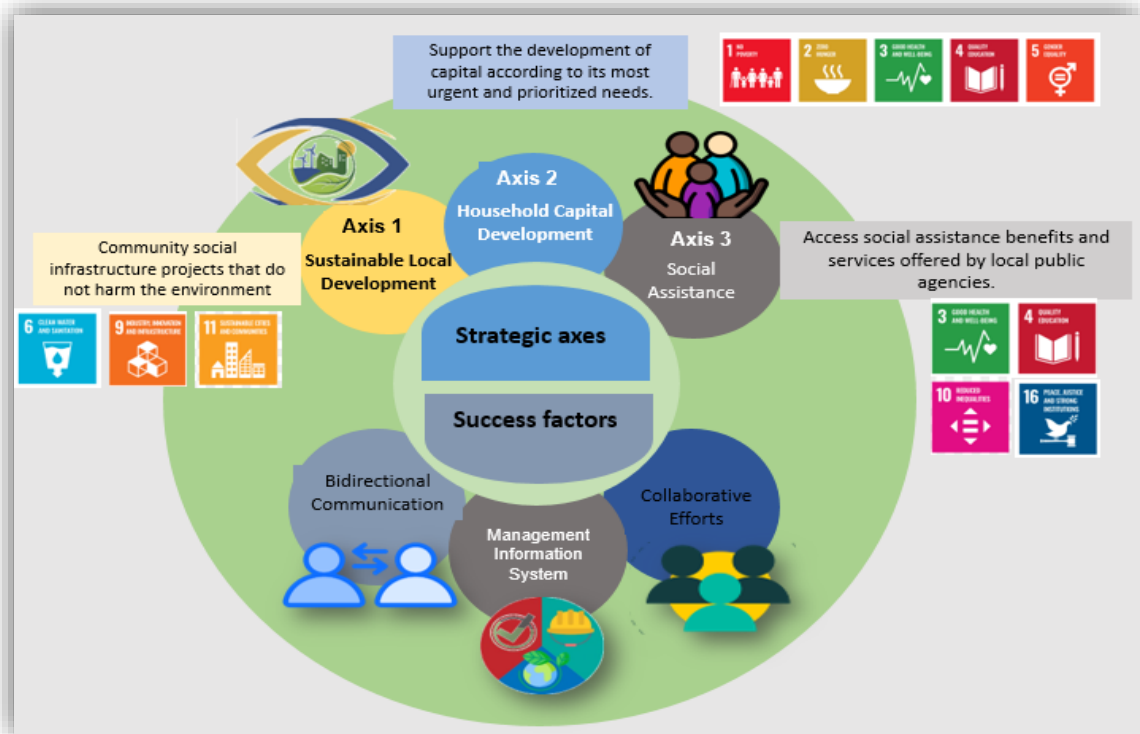 Support the development of
capital according to its most
urgent and prioritized needs.
1 NO
POVERTY
2 ZERO
HUNGER
3 GOOD HEALTH
AND WELL-BEING
4 QUALITY
EDUCATION
5 GENDER
EQUALITY
Axis 2
Household Capital
Development
Axis 1
Sustainable Local
Development
Axis 3
Social
Assistance
Community social
infrastructure projects that do
not harm the environment
Access social assistance benefits and
services offered by local public
agencies.
6 CLEAN WATER
AND SANITATION
9 INDUSTRY, INNOVATION
AND INFRASTRUCTURE
11 SUSTAINABLE CITIES
AND COMMUNITIES
3 GOOD HEALTH
AND WELL-BEING
4 QUALITY
EDUCATION
10 REDUCED
INEQUALITIES
16 PEACE, JUSTICE
AND STRONG
INSTITUTIONS
Strategic axes
Success factors
Bidirectional
Communication
Management
Information
System
Collaborative
Efforts